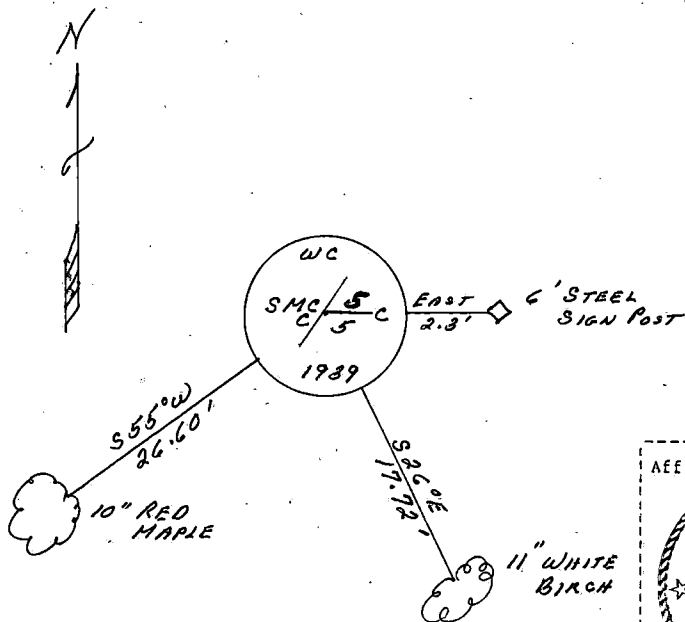 N
WC
SMC 5
C 5 C
1989
EAST
2.3'
6' STEEL
SIGN POST
S55°W
26.60'
10" RED
MAPLE
S26°E
17.72'
11" WHITE
BIRCH
AFF